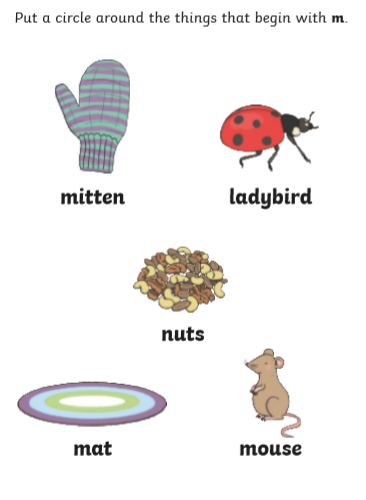 Put a circle around the things that begin with m.
mitten
ladybird
nuts
mat
mouse